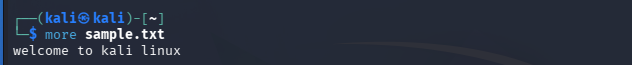 ┌──(kali㉿kali)-[~]
└─$ more sample.txt
welcome to kali linux